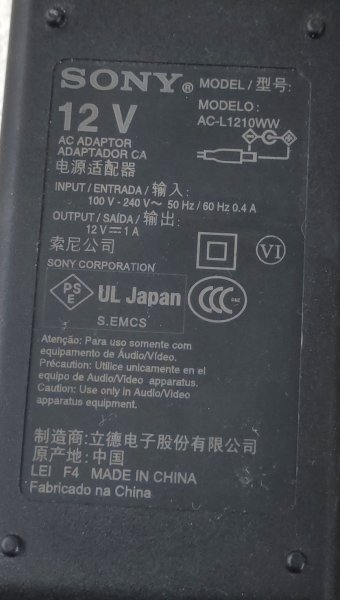 SONY® MODEL / 型号:
12 V MODELO :
AC-L1210WW
AC ADAPTOR
ADAPTADOR CA
电源适配器
INPUT / ENTRADA / 输入:
100 V - 240 V～ 50 Hz / 60 Hz 0.4 A
OUTPUT / SAÍDA / 输出:
12 V⎓1 A
索尼公司
SONY CORPORATION
VI
PS
E
UL Japan
CCC
S.EMCS
Atenção: Para uso somente com
equipamento de Áudio/Vídeo.
Précaution: Utilice unicamente en el
equipo de Audio/Video apparatus.
Caution: Use only in Audio/Video
apparatus equipment.
制造商:立德电子股份有限公司
原产地:中国
LEI F4 MADE IN CHINA
Fabricado na China